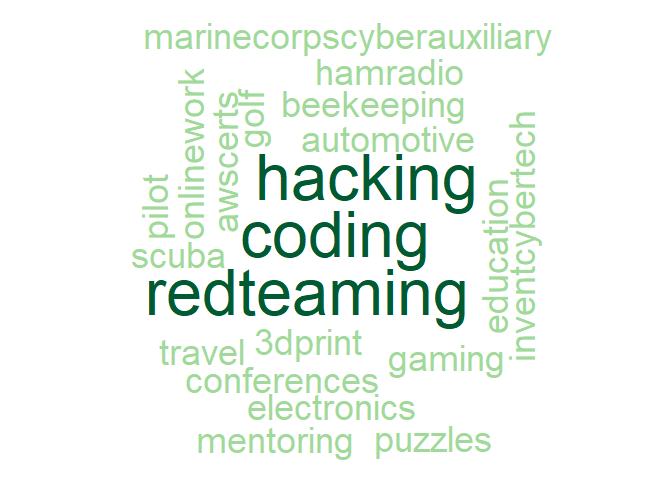 marinecorpscyberauxiliary
hamradio
beekeeping
automotive
golf
awscerts
onlinework
pilot
scuba
hacking
coding
redteaming
education
inventcybertech
3dprint
travel
gaming
conferences
electronics
mentoring
puzzles